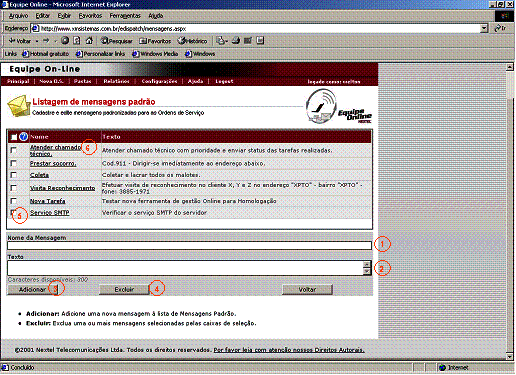 Equipe Online - Microsoft Internet Explorer
Arquivo Editar Exibir Favoritos Ferramentas Ajuda
Endereço http://www.xmsistemas.com.br/edispatch/mensagens.aspx
Voltar Pesquisar Favoritos Histórico
Links Hotmail gratuito Personalizar links Windows Media Windows
Equipe On-Line
Principal | Nova O.S. | Pastas | Relatórios | Configurações | Ajuda | Logout
logado como:
Listagem de mensagens padrão
Cadastre e edite mensagens padronizadas para as Ordens de Serviço
Equipe Online
NEXTEL
Nome Texto
Atender chamado técnico. 6 Atender chamado técnico com prioridade e enviar status das tarefas realizadas.
Prestar socorro. Cod.911 - Dirigir-se imediatamente ao endereço abaixo.
Coleta Coletar e lacrar todos os malotes.
Visita Reconhecimento Efetuar visita de reconhecimento no cliente X, Y e Z no endereço "XPTO" - bairro "XPTO" - fone: 3885-1971
Nova Tarefa Testar nova ferramenta de gestão Online para Homologação
5 Serviço SMTP Verificar o serviço SMTP do servidor
Nome da Mensagem
1
Texto
2
Caracteres disponíveis: 300
Adicionar 3 Excluir 4 Voltar
• Adicionar: Adicione uma nova mensagem à lista de Mensagens Padrão.
• Excluir: Exclua uma ou mais mensagens selecionadas pelas caixas de seleção.
©2001 Nextel Telecomunicações Ltda. Todos os direitos reservados. Por favor leia com atenção nossos Direitos Autorais.
Concluído Internet